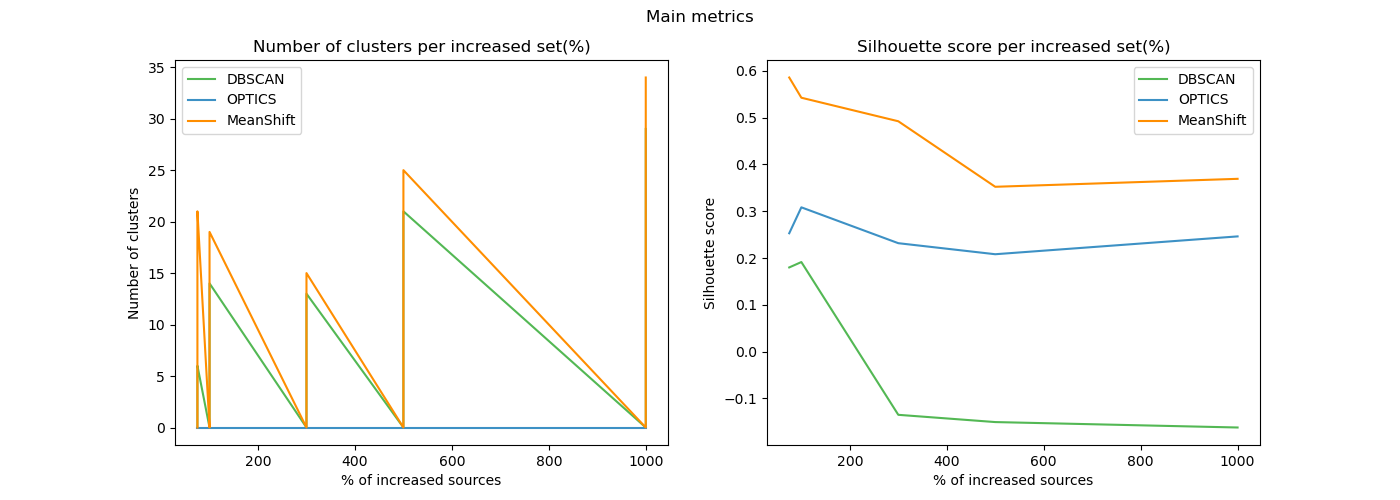 Main metrics
Number of clusters per increased set(%)
35
30
25
20
15
10
5
0
Number of clusters
DBSCAN
OPTICS
MeanShift
200
400
600
800
1000
% of increased sources
Silhouette score per increased set(%)
0.6
0.5
0.4
0.3
0.2
0.1
0.0
−0.1
Silhouette score
DBSCAN
OPTICS
MeanShift
200
400
600
800
1000
% of increased sources